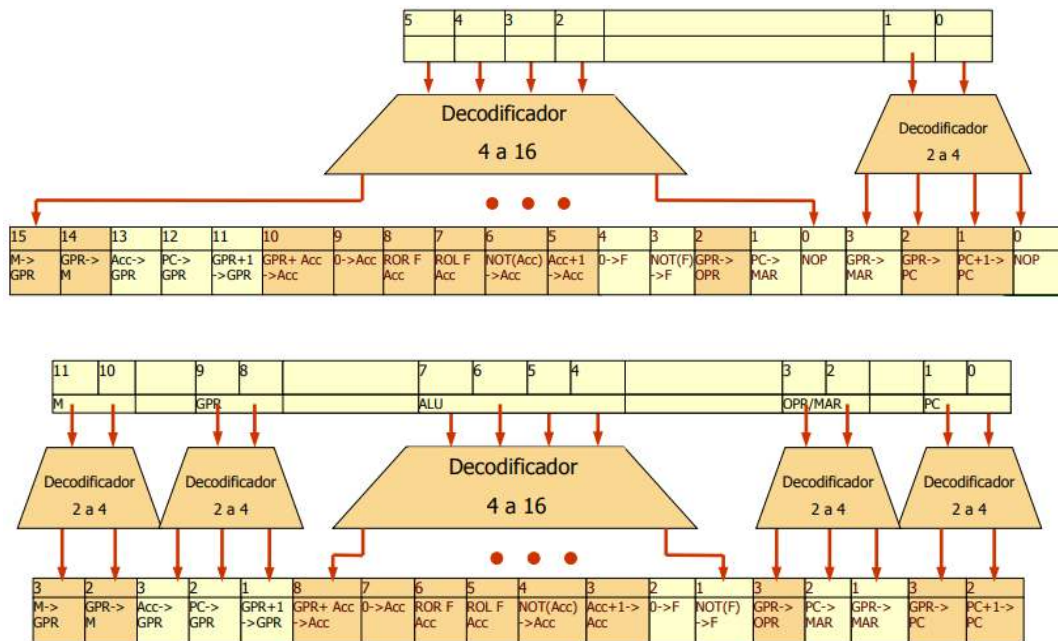 5 4 3 2 1 0
Decodificador
4 a 16
Decodificador
2 a 4
15 14 13 12 11 10 9 8 7 6 5 4 3 2 1 0 3 2 1 0
M-> GPR-> Acc-> PC-> GPR+1 GPR+ Acc 0->Acc ROR F ROL F NOT(Acc) Acc+1-> 0->F NOT(F) GPR-> PC-> NOP GPR-> GPR-> PC+1-> NOP
GPR M GPR GPR ->GPR ->Acc Acc Acc ->Acc Acc ->F OPR MAR MAR PC PC
11 10 9 8 7 6 5 4 3 2 1 0
M GPR ALU OPR/MAR PC
Decodificador
2 a 4
Decodificador
2 a 4
Decodificador
4 a 16
Decodificador
2 a 4
Decodificador
2 a 4
3 2 3 2 1 8 7 6 5 4 3 2 1 3 2 1 3 2
M-> GPR-> Acc-> PC-> GPR+1 GPR+ Acc 0->Acc ROR F ROL F NOT(Acc) Acc+1-> 0->F NOT(F) GPR-> PC-> GPR-> GPR-> PC+1->
GPR M GPR GPR ->GPR ->Acc Acc Acc ->Acc Acc ->F OPR MAR MAR PC PC